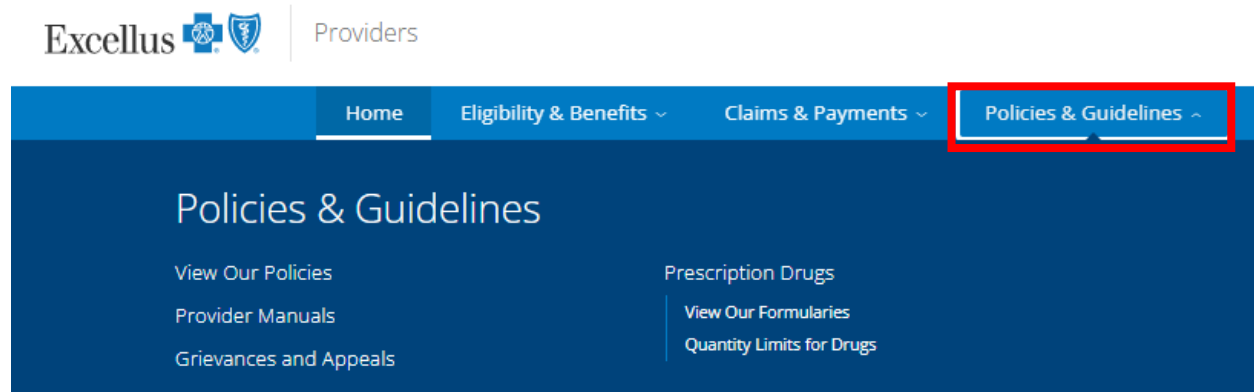 Excellus Providers
Home Eligibility & Benefits Claims & Payments Policies & Guidelines
Policies & Guidelines
View Our Policies
Provider Manuals
Grievances and Appeals
Prescription Drugs
View Our Formularies
Quantity Limits for Drugs